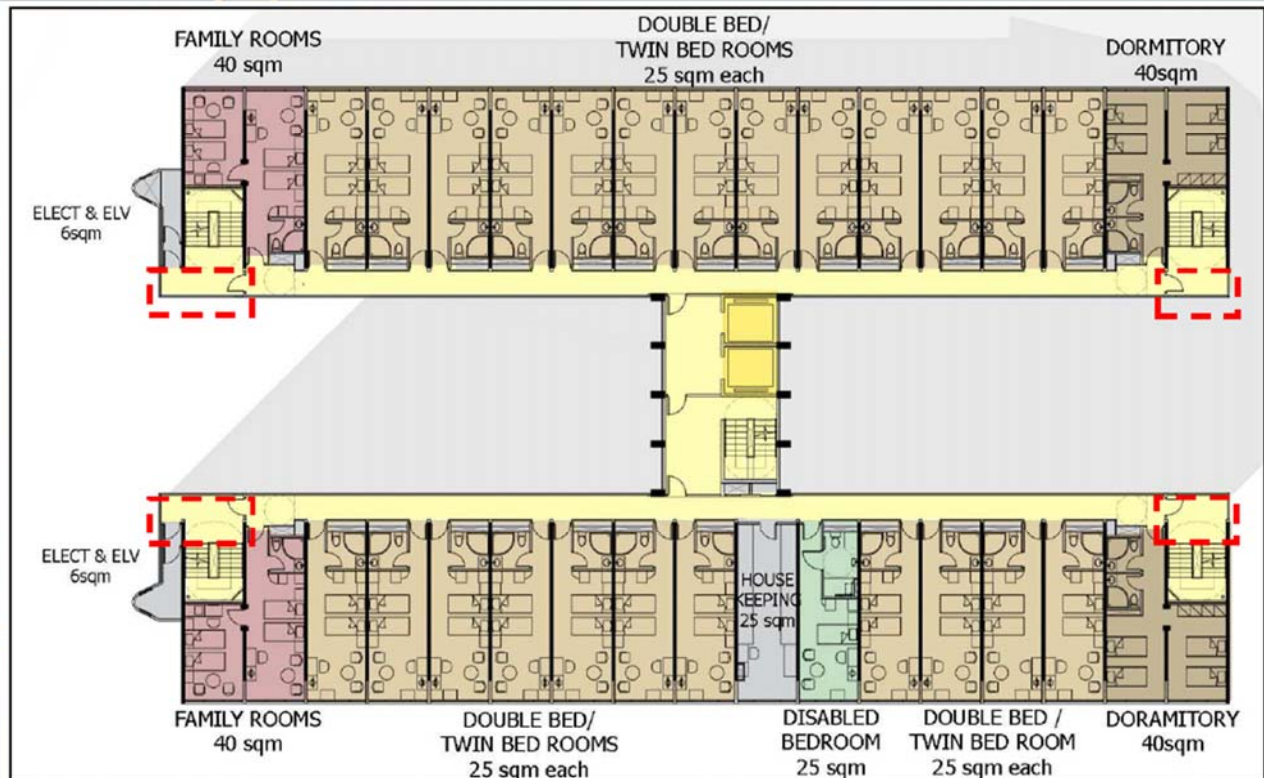 FAMILY ROOMS
40 sqm
DOUBLE BED/
TWIN BED ROOMS
25 sqm each
DORMITORY
40sqm
ELECT & ELV
6sqm
ELECT & ELV
6sqm
HOUSE
KEEPING
25 sqm
FAMILY ROOMS
40 sqm
DOUBLE BED/
TWIN BED ROOMS
25 sqm each
DISABLED
BEDROOM
25 sqm
DOUBLE BED /
TWIN BED ROOM
25 sqm each
DORAMITORY
40sqm